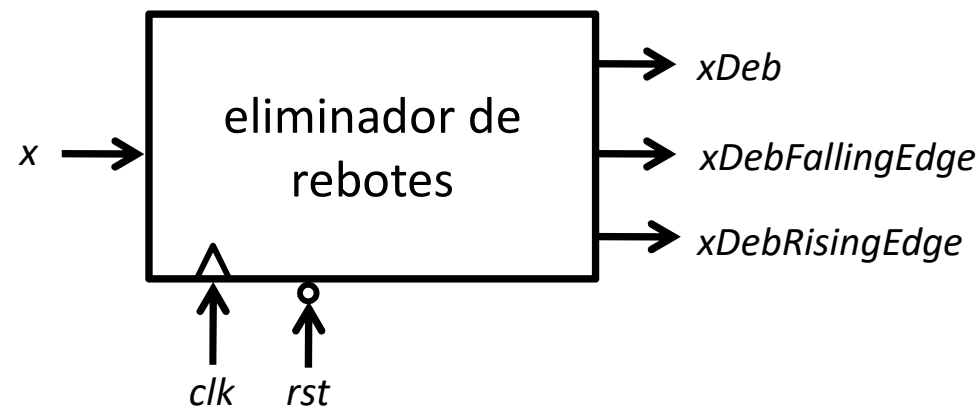 xDeb
eliminador de
rebotes
x
xDebFallingEdge
xDebRisingEdge
clk
rst